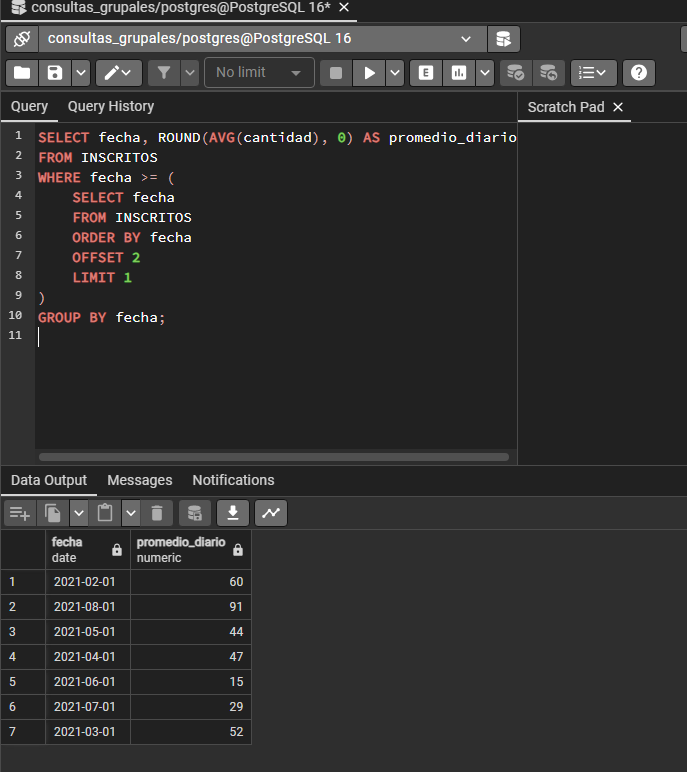 consultas_grupales/postgres@PostgreSQL 16* ✕
consultas_grupales/postgres@PostgreSQL 16
No limit
E
?
Query Query History
Scratch Pad ✕
1 SELECT fecha, ROUND(AVG(cantidad), 0) AS promedio_diario
2 FROM INSCRITOS
3 WHERE fecha >= (
4 SELECT fecha
5 FROM INSCRITOS
6 ORDER BY fecha
7 OFFSET 2
8 LIMIT 1
9 )
10 GROUP BY fecha;
11
Data Output Messages Notifications
fecha promedio_diario
date numeric
1 2021-02-01 60
2 2021-08-01 91
3 2021-05-01 44
4 2021-04-01 47
5 2021-06-01 15
6 2021-07-01 29
7 2021-03-01 52